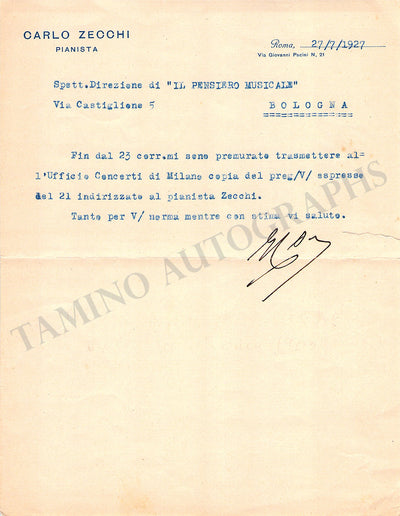 CARLO ZECCHI
PIANISTA
Roma, 27/7/1927
Via Giovanni Pacini N. 21
Spett.Direzione di "IL PENSIERO MUSICALE"
Via Castiglione 5 BOLOGNA
Fin dal 23 corr.mi sono premurato trasmettere al=
l'Ufficio Concerti di Milano copia del preg/V/ espresso
del 21 indirizzato al pianista Zecchi.
Tanto per V/ norma mentre con stima vi saluto.
TAMINO AUTOGRAPHS